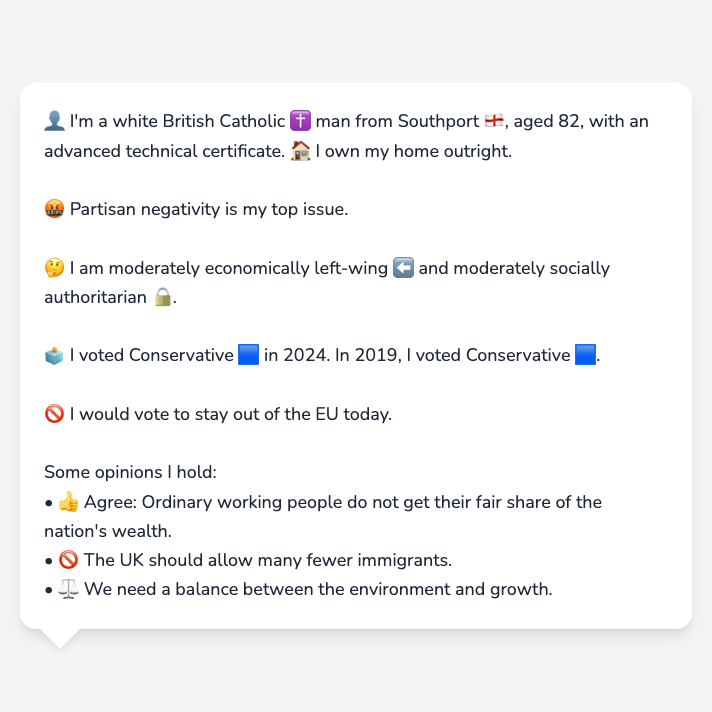 👤 I'm a white British Catholic ✝️ man from Southport 🏴󠁧󠁢󠁥󠁮󠁧󠁿, aged 82, with an
advanced technical certificate. 🏠 I own my home outright.
🤬 Partisan negativity is my top issue.
🤔 I am moderately economically left-wing ⬅️ and moderately socially
authoritarian 🔒.
🗳️ I voted Conservative 🟦 in 2024. In 2019, I voted Conservative 🟦.
🚫 I would vote to stay out of the EU today.
Some opinions I hold:
• 👍 Agree: Ordinary working people do not get their fair share of the
nation's wealth.
• 🚫 The UK should allow many fewer immigrants.
• ⚖️ We need a balance between the environment and growth.